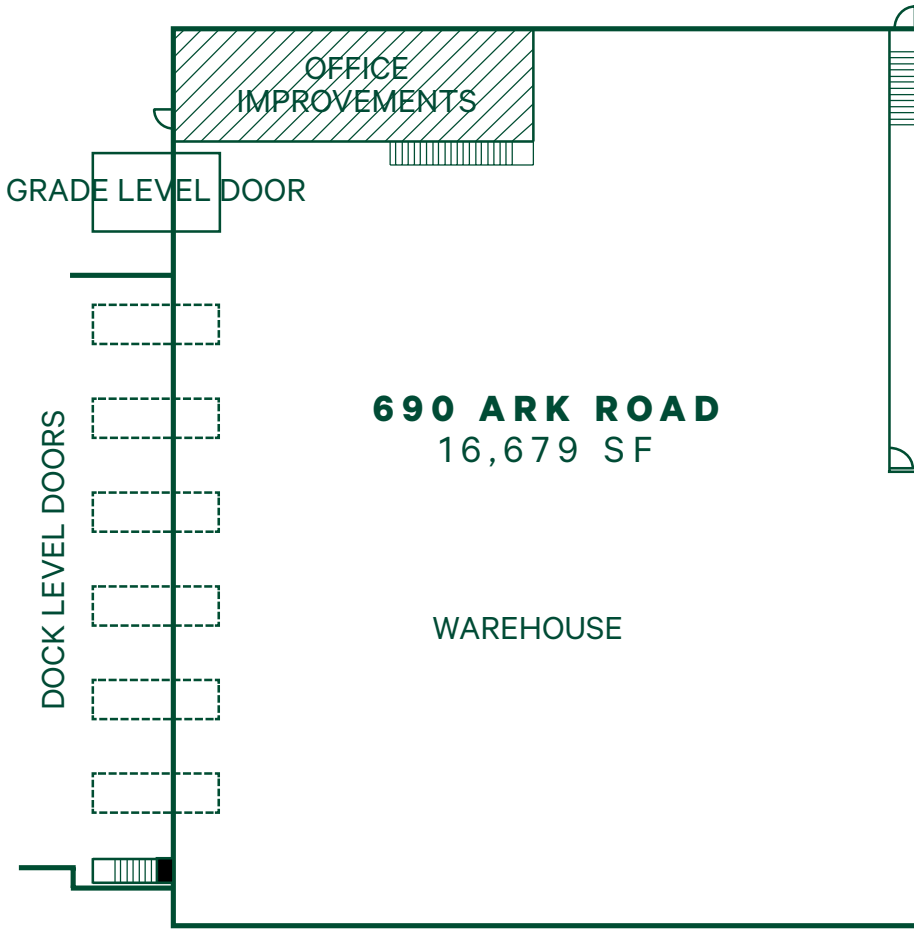 OFFICE
IMPROVEMENTS
GRADE LEVEL DOOR
DOCK LEVEL DOORS
690 ARK ROAD
16,679 SF
WAREHOUSE